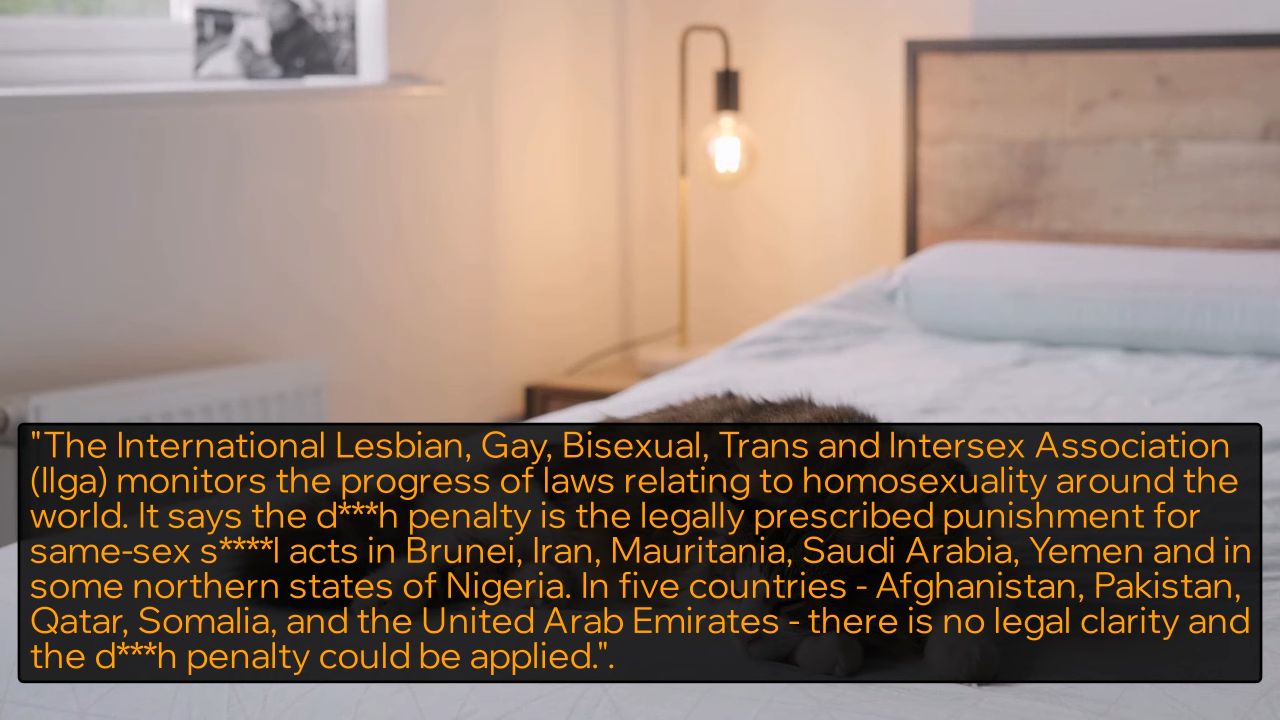 "The International Lesbian, Gay, Bisexual, Trans and Intersex Association
(Ilga) monitors the progress of laws relating to homosexuality around the
world. It says the d***h penalty is the legally prescribed punishment for
same-sex s****l acts in Brunei, Iran, Mauritania, Saudi Arabia, Yemen and in
some northern states of Nigeria. In five countries - Afghanistan, Pakistan,
Qatar, Somalia, and the United Arab Emirates - there is no legal clarity and
the d***h penalty could be applied.".